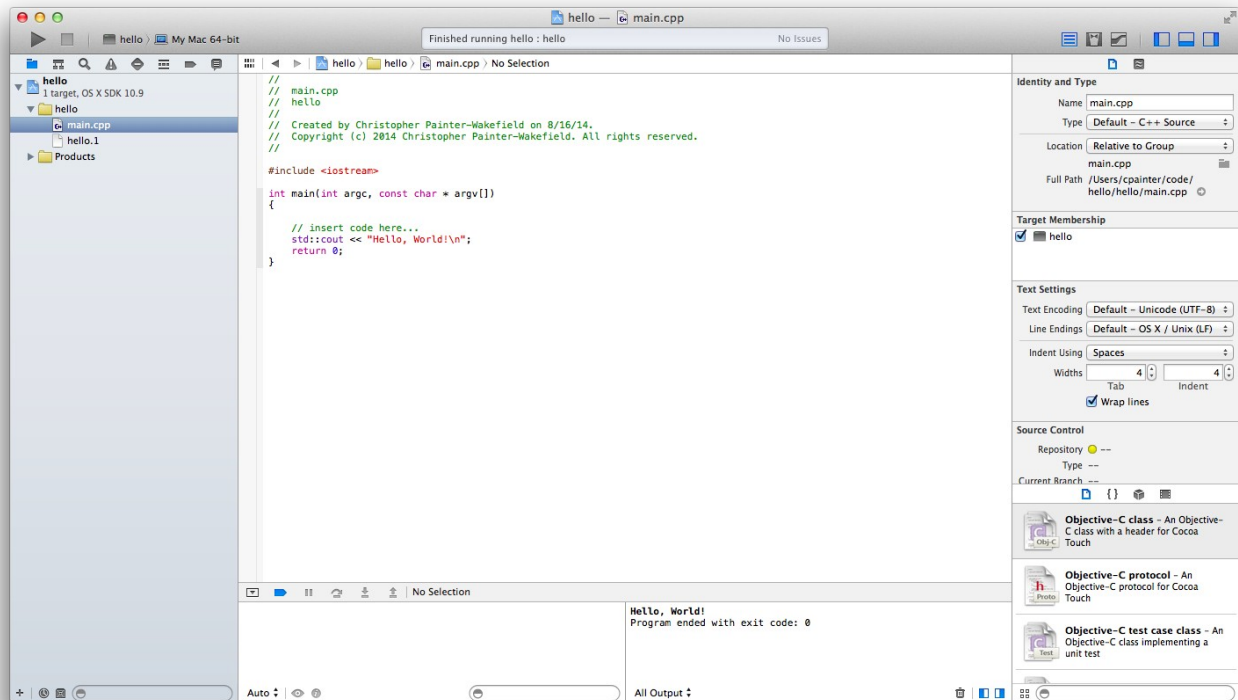 hello — main.cpp
hello › My Mac 64-bit
Finished running hello : hello
No Issues
hello › hello › main.cpp › No Selection
hello
1 target, OS X SDK 10.9
hello
main.cpp
hello.1
Products
//
//  main.cpp
//  hello
//
//  Created by Christopher Painter-Wakefield on 8/16/14.
//  Copyright (c) 2014 Christopher Painter-Wakefield. All rights reserved.
//
#include <iostream>
int main(int argc, const char * argv[])
{
    // insert code here...
    std::cout << "Hello, World!\n";
    return 0;
}
No Selection
Hello, World!
Program ended with exit code: 0
Auto
All Output
Identity and Type
Name main.cpp
Type Default - C++ Source
Location Relative to Group
main.cpp
Full Path /Users/cpainter/code/
hello/hello/main.cpp
Target Membership
hello
Text Settings
Text Encoding Default - Unicode (UTF-8)
Line Endings Default - OS X / Unix (LF)
Indent Using Spaces
Widths 4 4
Tab Indent
Wrap lines
Source Control
Repository --
Type --
Current Branch --
{}
Objective-C class - An Objective-
C class with a header for Cocoa
Touch
Obj-C
Objective-C protocol - An
Objective-C protocol for Cocoa
Touch
Proto
Objective-C test case class - An
Objective-C class implementing a
unit test
Test